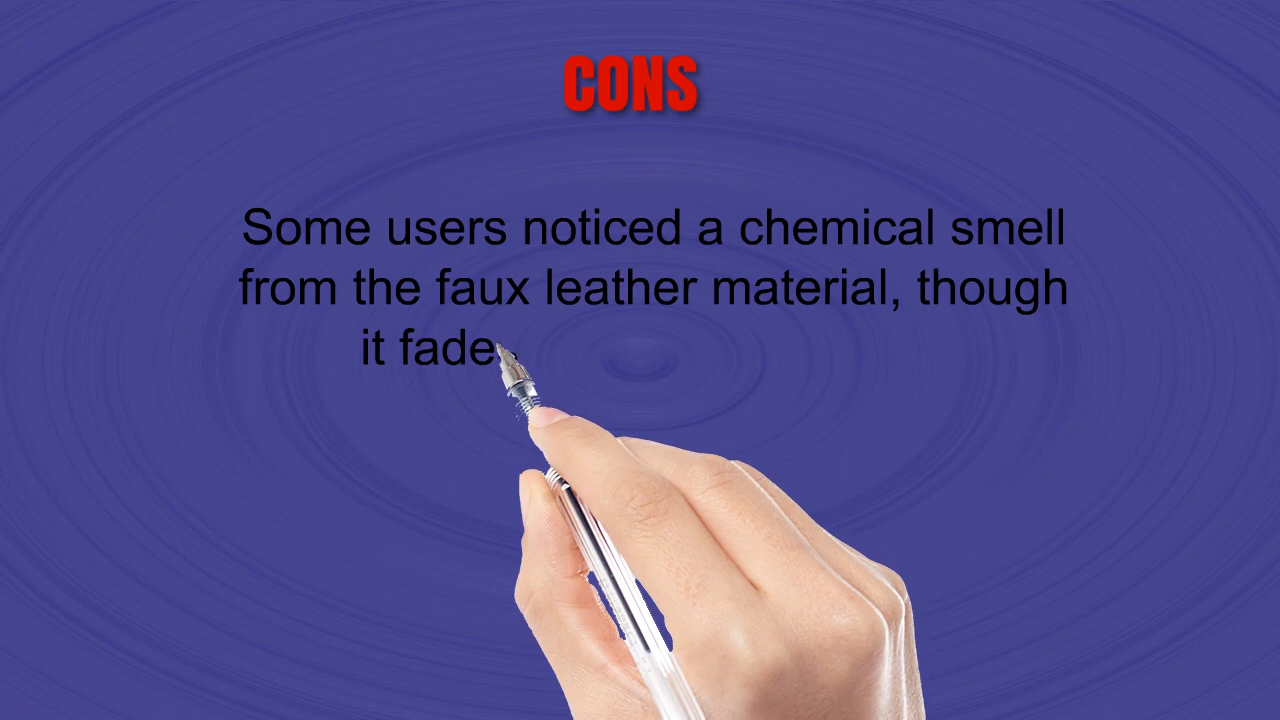 CONS
Some users noticed a chemical smell
from the faux leather material, though
it fade